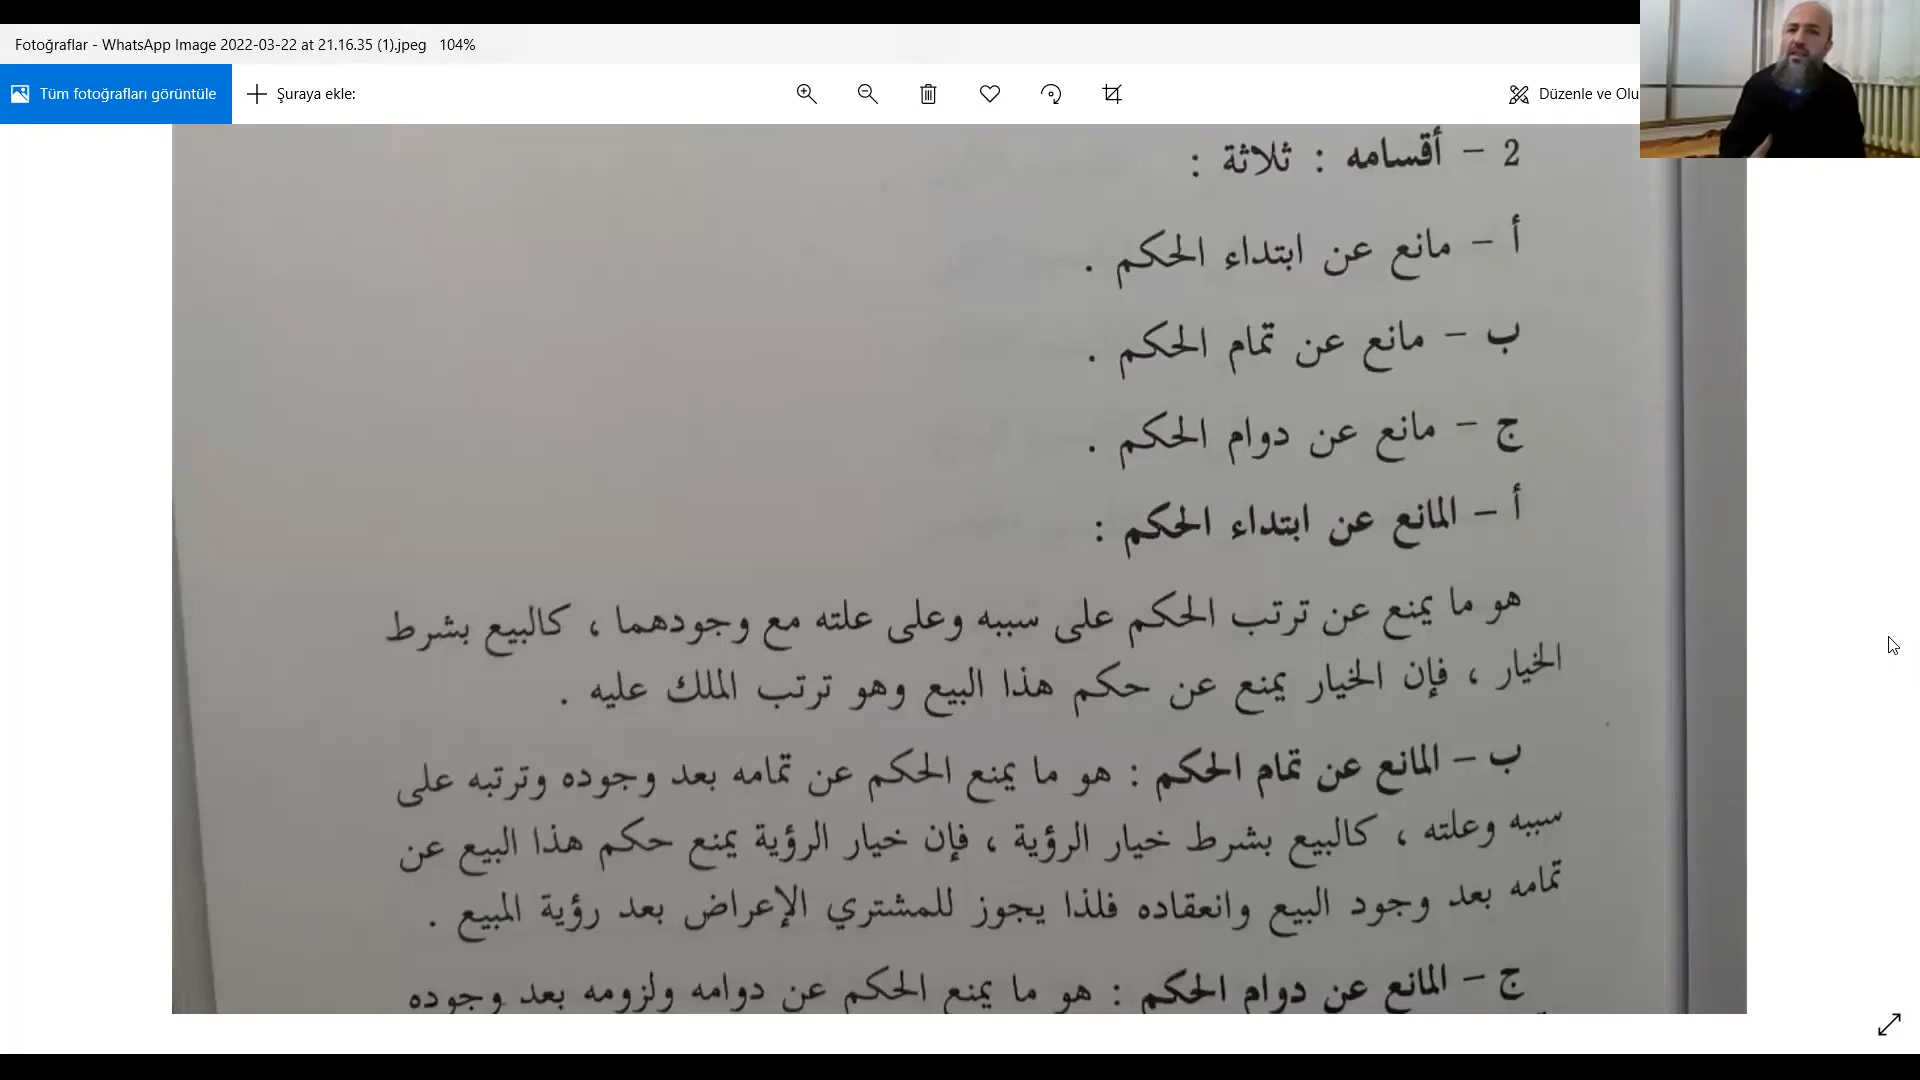 Fotoğraflar - WhatsApp Image 2022-03-22 at 21.16.35 (1).jpeg 104%
Tüm fotoğrafları görüntüle
Şuraya ekle:
Düzenle ve Olu
2 – أقسامه : ثلاثة :
أ – مانع عن ابتداء الحكم .
ب – مانع عن تمام الحكم .
ج – مانع عن دوام الحكم .
أ – المانع عن ابتداء الحكم :
هو ما يمنع عن ترتب الحكم على سببه وعلى علته مع وجودهما ، كالبيع بشرط
الخيار ، فإن الخيار يمنع عن حكم هذا البيع وهو ترتب الملك عليه .
ب – المانع عن تمام الحكم : هو ما يمنع الحكم عن تمامه بعد وجوده وترتبه على
سببه وعلته ، كالبيع بشرط خيار الرؤية ، فإن خيار الرؤية يمنع حكم هذا البيع عن
تمامه بعد وجود البيع وانعقاده فلذا يجوز للمشتري الإعراض بعد رؤية المبيع .
ج – المانع عن دوام الحكم : هو ما يمنع الحكم عن دوامه ولزومه بعد وجوده